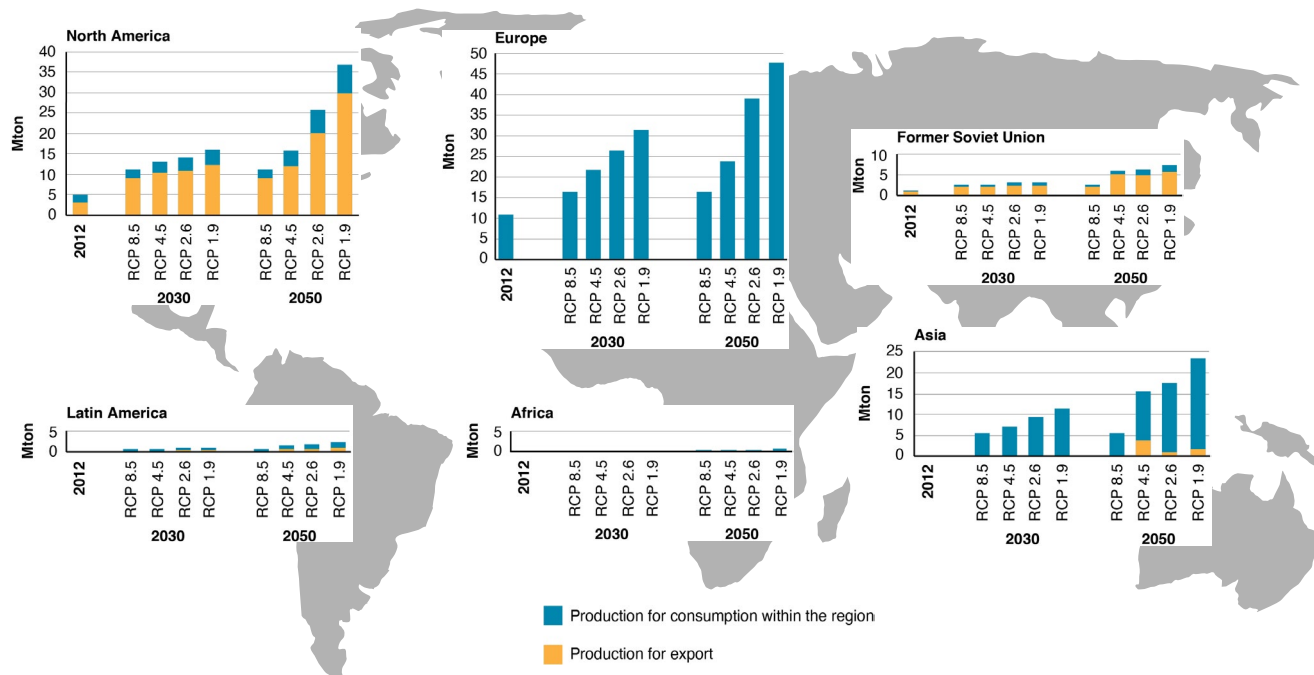 North America
Mton
40
35
30
25
20
15
10
5
0
2012
RCP 8.5
RCP 4.5
RCP 2.6
RCP 1.9
RCP 8.5
RCP 4.5
RCP 2.6
RCP 1.9
2030
2050
Europe
Mton
50
45
40
35
30
25
20
15
10
5
0
2012
RCP 8.5
RCP 4.5
RCP 2.6
RCP 1.9
RCP 8.5
RCP 4.5
RCP 2.6
RCP 1.9
2030
2050
Former Soviet Union
Mton
10
5
0
2012
RCP 8.5
RCP 4.5
RCP 2.6
RCP 1.9
RCP 8.5
RCP 4.5
RCP 2.6
RCP 1.9
2030
2050
Latin America
Mton
5
0
2012
RCP 8.5
RCP 4.5
RCP 2.6
RCP 1.9
RCP 8.5
RCP 4.5
RCP 2.6
RCP 1.9
2030
2050
Africa
Mton
5
0
2012
RCP 8.5
RCP 4.5
RCP 2.6
RCP 1.9
RCP 8.5
RCP 4.5
RCP 2.6
RCP 1.9
2030
2050
Asia
Mton
25
20
15
10
5
0
2012
RCP 8.5
RCP 4.5
RCP 2.6
RCP 1.9
RCP 8.5
RCP 4.5
RCP 2.6
RCP 1.9
2030
2050
Production for consumption within the region
Production for export